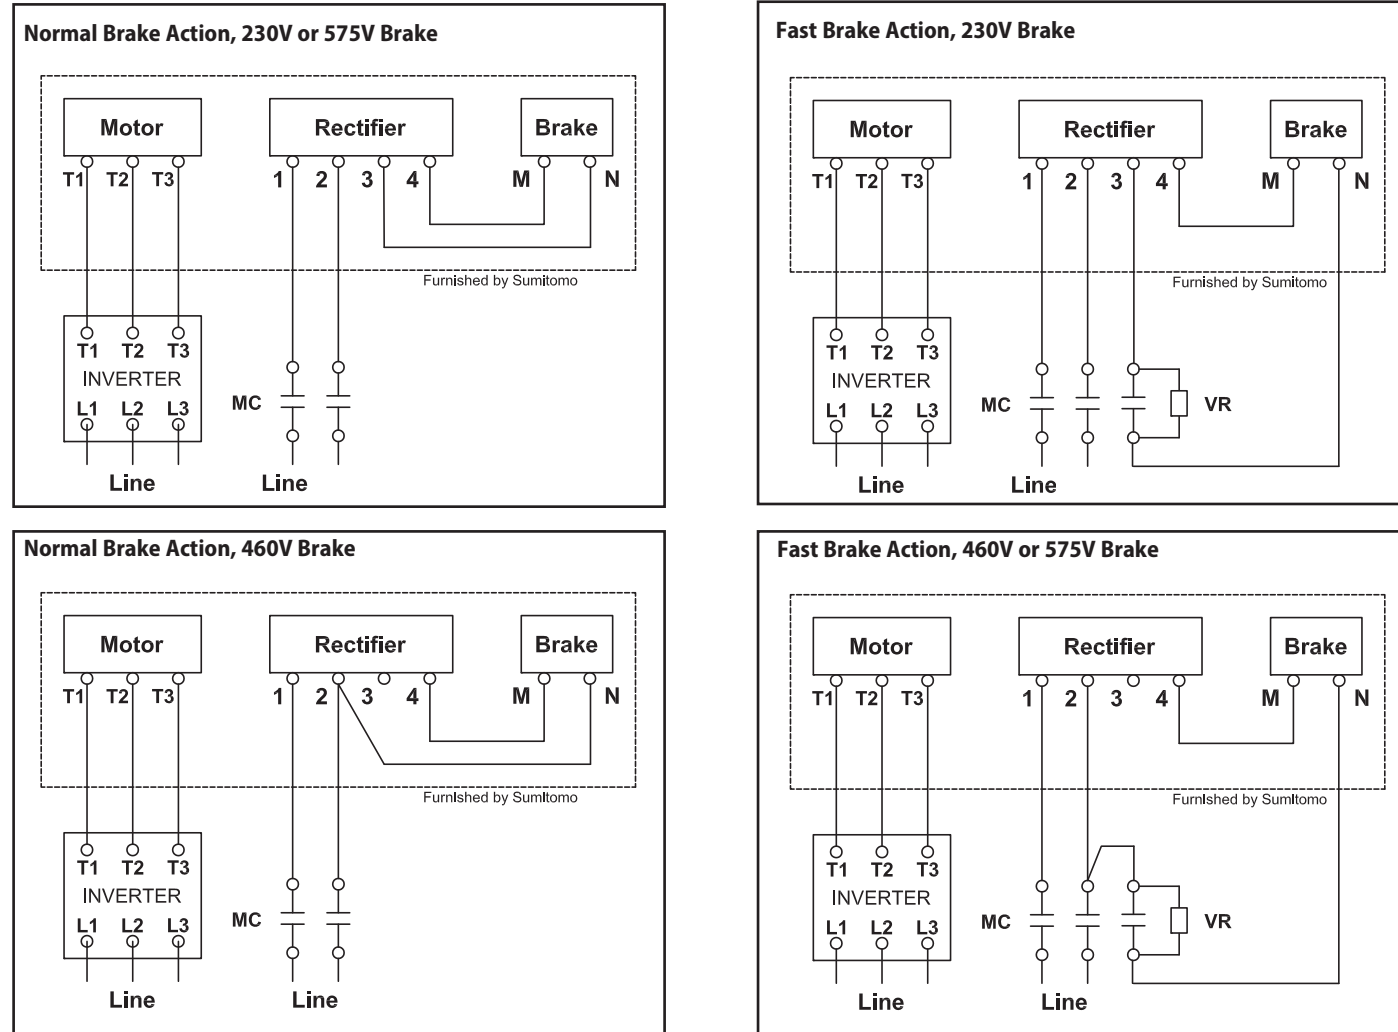 Normal Brake Action, 230V or 575V Brake
Motor Rectifier Brake
T1 T2 T3 1 2 3 4 M N
Furnished by Sumitomo
T1 T2 T3
INVERTER
L1 L2 L3
MC
Line Line
Fast Brake Action, 230V Brake
Motor Rectifier Brake
T1 T2 T3 1 2 3 4 M N
Furnished by Sumitomo
T1 T2 T3
INVERTER
L1 L2 L3
MC VR
Line Line
Normal Brake Action, 460V Brake
Motor Rectifier Brake
T1 T2 T3 1 2 3 4 M N
Furnished by Sumitomo
T1 T2 T3
INVERTER
L1 L2 L3
MC
Line Line
Fast Brake Action, 460V or 575V Brake
Motor Rectifier Brake
T1 T2 T3 1 2 3 4 M N
Furnished by Sumitomo
T1 T2 T3
INVERTER
L1 L2 L3
MC VR
Line Line